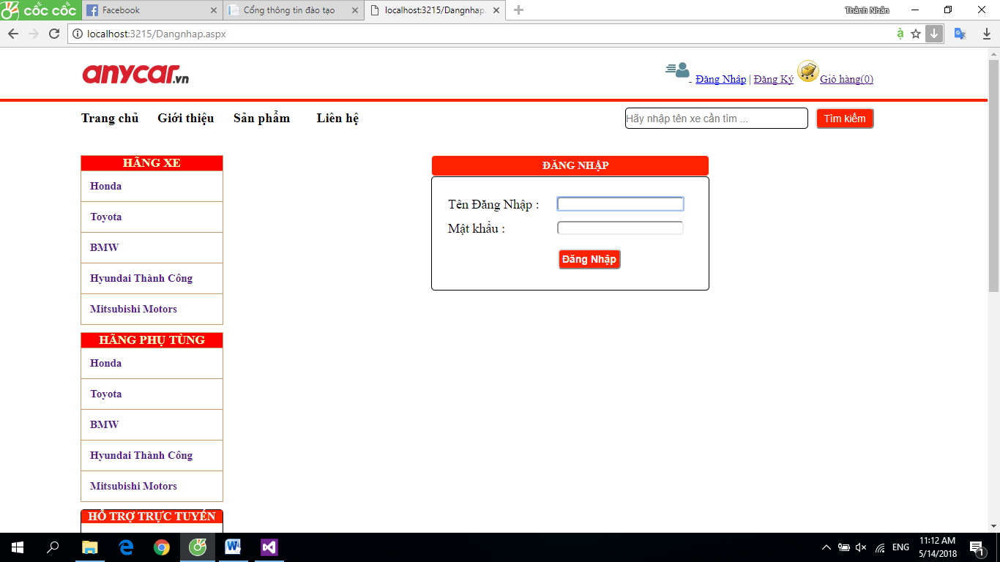 cốc cốc Facebook Cổng thông tin đào tạo localhost:3215/Dangnhap. Thành Nhân
localhost:3215/Dangnhap.aspx
anycar.vn
Đăng Nhập | Đăng Ký Giỏ hàng(0)
Trang chủ Giới thiệu Sản phẩm Liên hệ Hãy nhập tên xe cần tìm ... Tìm kiếm
HÃNG XE
Honda
Toyota
BMW
Hyundai Thành Công
Mitsubishi Motors
HÃNG PHỤ TÙNG
Honda
Toyota
BMW
Hyundai Thành Công
Mitsubishi Motors
HỖ TRỢ TRỰC TUYẾN
ĐĂNG NHẬP
Tên Đăng Nhập :
Mật khẩu :
Đăng Nhập
ENG
11:12 AM
5/14/2018
1